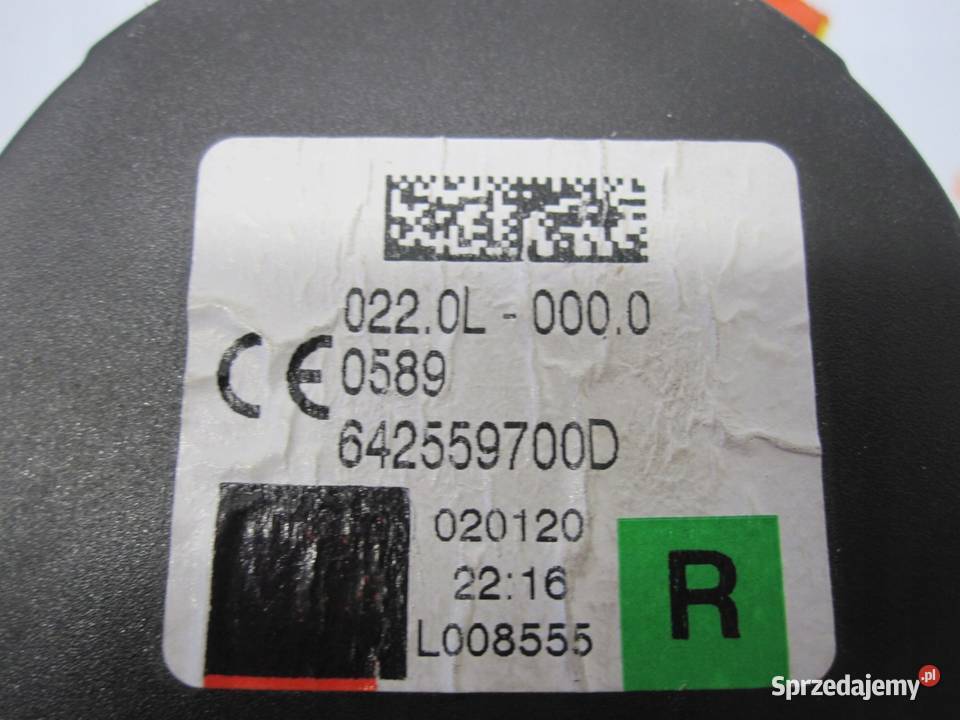 022.0L - 000.0
CE 0589
642559700D
020120
22:16
L008555
R
Sprzedajemy.pl